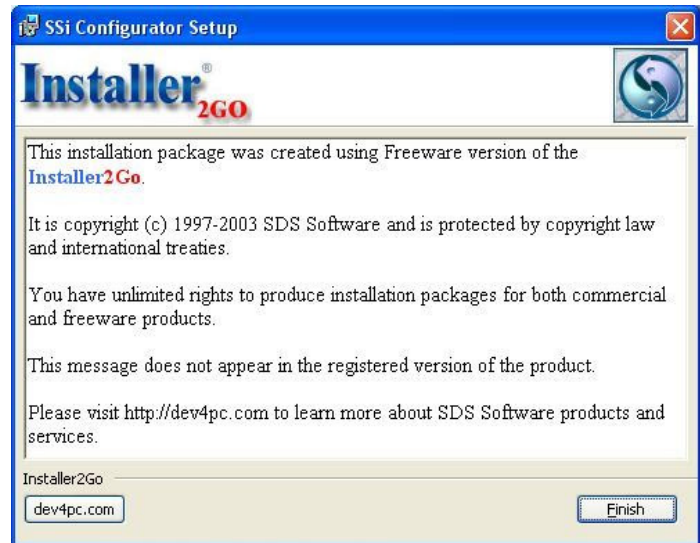 SSi Configurator Setup
Installer®
2GO
This installation package was created using Freeware version of the
Installer2Go.
It is copyright (c) 1997-2003 SDS Software and is protected by copyright law
and international treaties.
You have unlimited rights to produce installation packages for both commercial
and freeware products.
This message does not appear in the registered version of the product.
Please visit http://dev4pc.com to learn more about SDS Software products and
services.
Installer2Go
dev4pc.com
Finish